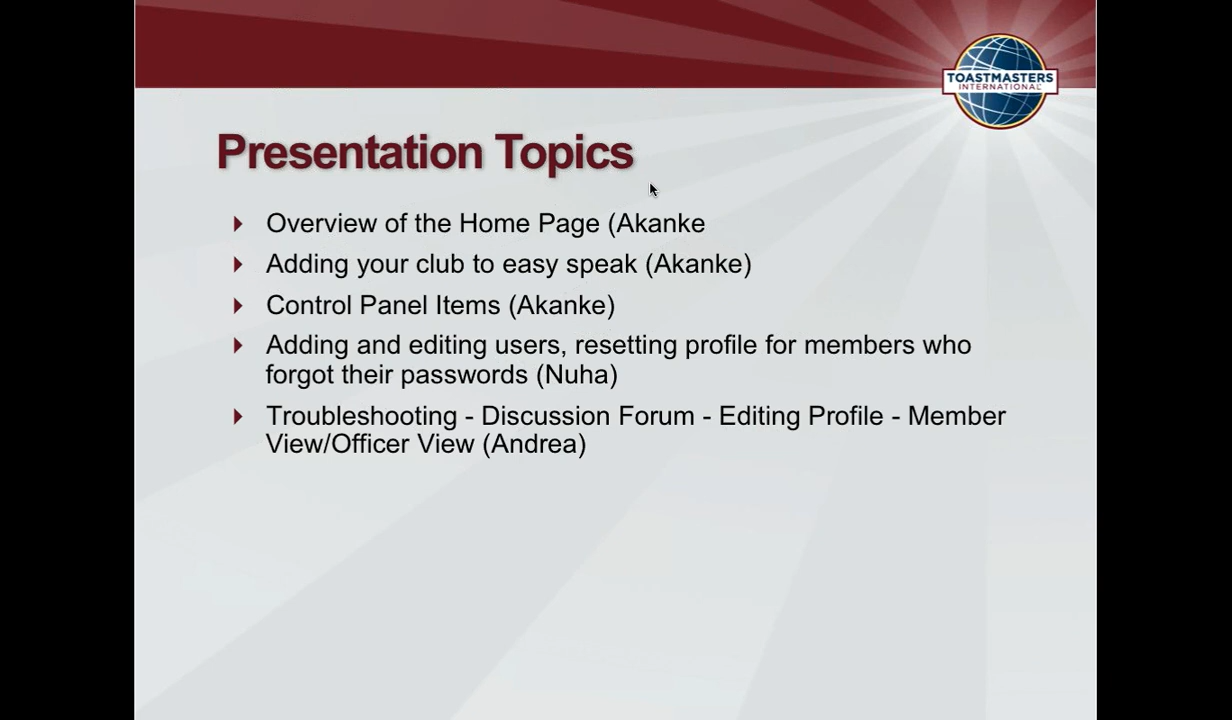 TOASTMASTERS
INTERNATIONAL
Presentation Topics
Overview of the Home Page (Akanke
Adding your club to easy speak (Akanke)
Control Panel Items (Akanke)
Adding and editing users, resetting profile for members who
forgot their passwords (Nuha)
Troubleshooting - Discussion Forum - Editing Profile - Member
View/Officer View (Andrea)